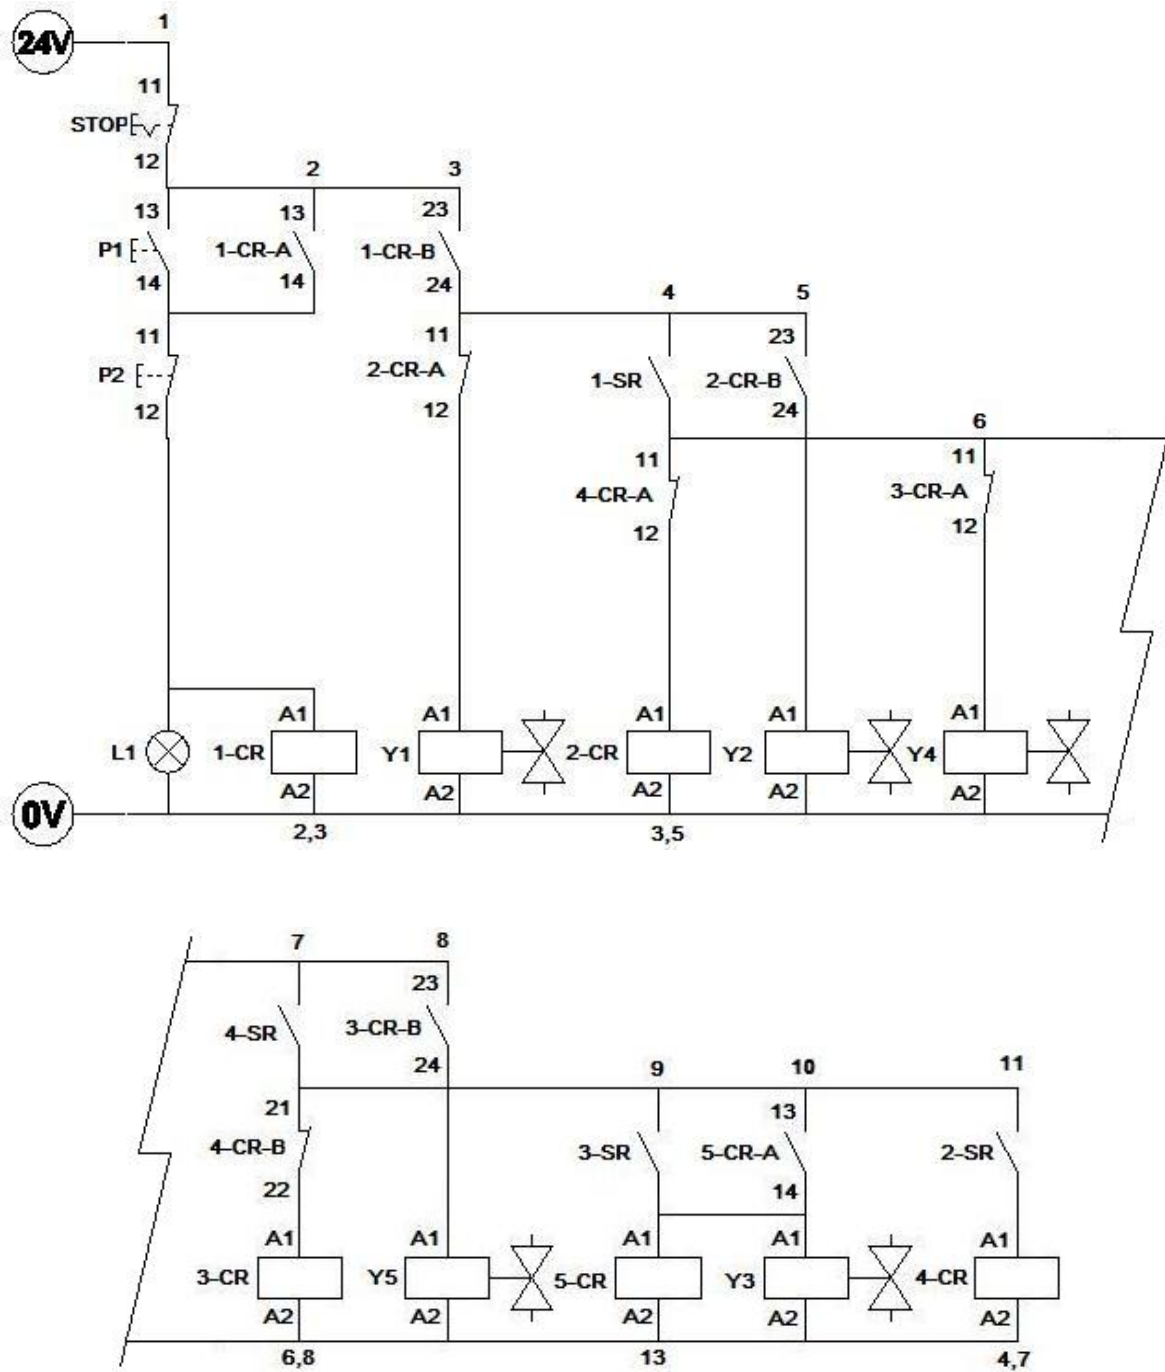 1
24V
11
STOP
12
2 3
13 13 23
P1 1-CR-A 1-CR-B
14 14 24
4 5
11 11 23
P2 2-CR-A 1-SR 2-CR-B
12 12 24
6
11 11
4-CR-A 3-CR-A
12 12
A1 A1 A1 A1 A1
L1 1-CR Y1 2-CR Y2 Y4
A2 A2 A2 A2 A2
0V
2,3 3,5
7 8
23
4-SR 3-CR-B
24 9 10 11
21 13
4-CR-B 3-SR 5-CR-A 2-SR
22 14
A1 A1 A1 A1 A1
3-CR Y5 5-CR Y3 4-CR
A2 A2 A2 A2 A2
6,8 13 4,7